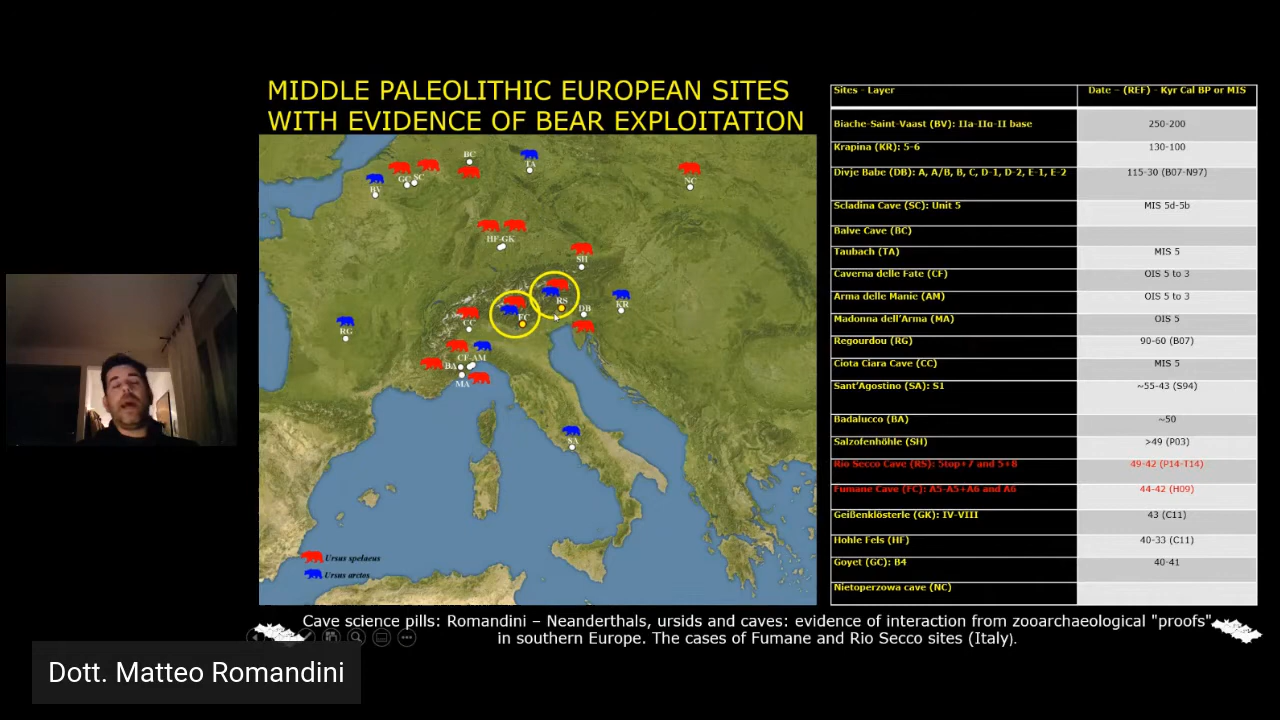 MIDDLE PALEOLITHIC EUROPEAN SITES
WITH EVIDENCE OF BEAR EXPLOITATION
BC
TA
GC SC
BV
NC
HF-GK
SH
RS
DB
KR
FC
CC
RG
CF-AM
BA
MA
SA
Ursus spelaeus
Ursus arctos
Sites - Layer Date – (REF) - Kyr Cal BP or MIS
Biache-Saint-Vaast (BV): IIa-IIα-II base 250-200
Krapina (KR): 5-6 130-100
Divje Babe (DB): A, A/B, B, C, D-1, D-2, E-1, E-2 115-30 (B07-N97)
Scladina Cave (SC): Unit 5 MIS 5d-5b
Balve Cave (BC)
Taubach (TA) MIS 5
Caverna delle Fate (CF) OIS 5 to 3
Arma delle Manie (AM) OIS 5 to 3
Madonna dell'Arma (MA) OIS 5
Regourdou (RG) 90-60 (B07)
Ciota Ciara Cave (CC) MIS 5
Sant'Agostino (SA): S1 ~55-43 (S94)
Badalucco (BA) ~50
Salzofenhöhle (SH) >49 (P03)
Rio Secco Cave (RS): 5top+7 and 5+8 49-42 (P14-T14)
Fumane Cave (FC): A5-A5+A6 and A6 44-42 (H09)
Geißenklösterle (GK): IV-VIII 43 (C11)
Hohle Fels (HF) 40-33 (C11)
Goyet (GC): B4 40-41
Nietoperzowa cave (NC)
Cave science pills: Romandini – Neanderthals, ursids and caves: evidence of interaction from zooarchaeological "proofs"
in southern Europe. The cases of Fumane and Rio Secco sites (Italy).
Dott. Matteo Romandini